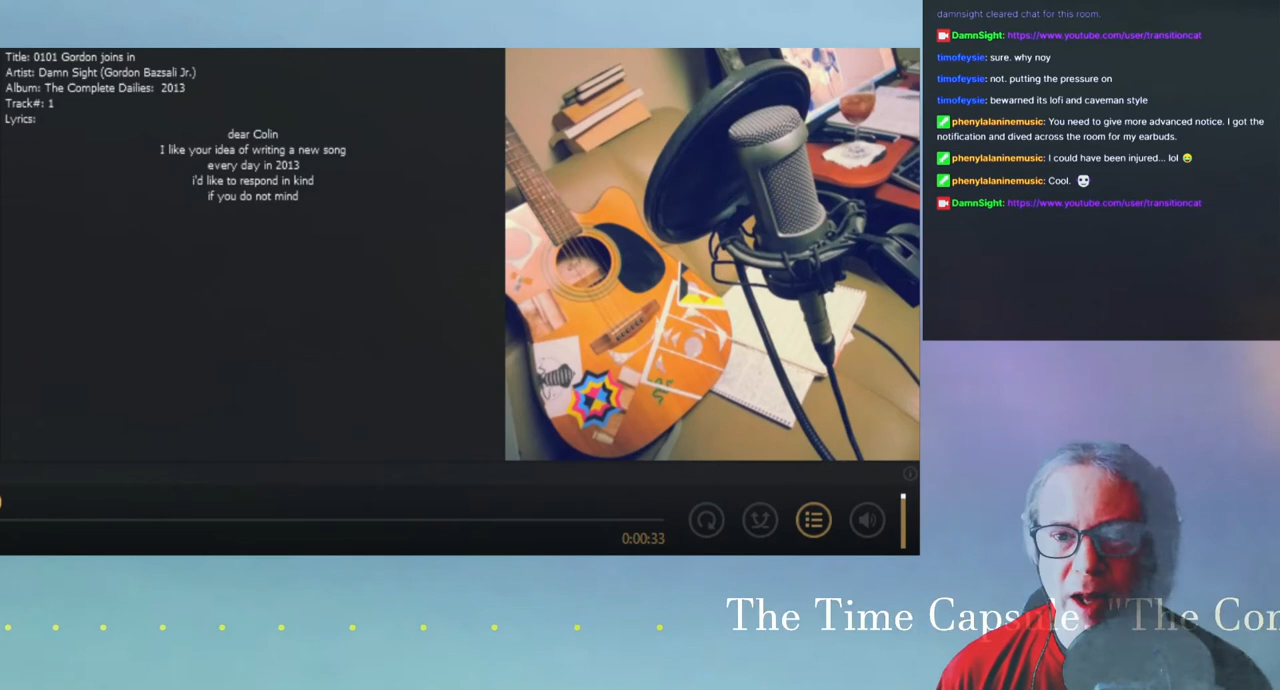 Title: 0101 Gordon joins in
Artist: Damn Sight (Gordon Bazsali Jr.)
Album: The Complete Dailies: 2013
Track#: 1
Lyrics:
dear Colin
I like your idea of writing a new song
every day in 2013
i'd like to respond in kind
if you do not mind
0:00:33
damnsight cleared chat for this room.
DamnSight: https://www.youtube.com/user/transitioncat
timofeysie: sure. why noy
timofeysie: not. putting the pressure on
timofeysie: bewarned its lofi and caveman style
phenylalaninemusic: You need to give more advanced notice. I got the
notification and dived across the room for my earbuds.
phenylalaninemusic: I could have been injured... lol 😂
phenylalaninemusic: Cool.
DamnSight: https://www.youtube.com/user/transitioncat
The Time Capsule. "The Con